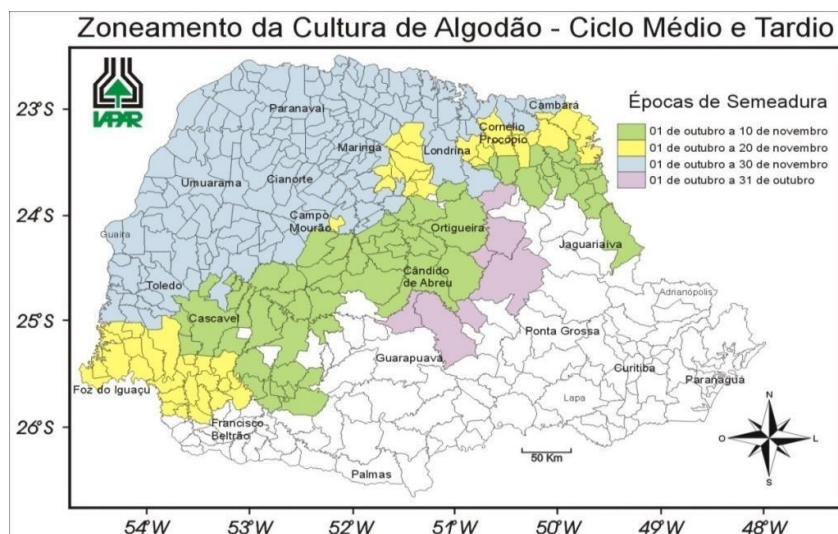 Zoneamento da Cultura de Algodão - Ciclo Médio e Tardio
IAPAR
Épocas de Semeadura
01 de outubro a 10 de novembro
01 de outubro a 20 de novembro
01 de outubro a 30 de novembro
01 de outubro a 31 de outubro
23°S
24°S
25°S
26°S
Paranavaí
Cambará
Cornélio
Procópio
Maringá
Londrina
Umuarama
Cianorte
Campo
Mourão
Guaira
Ortigueira
Jaguariaíva
Toledo
Cândido
de Abreu
Adrianópolis
Cascavel
Ponta Grossa
Guarapuava
Curitiba
Paranaguá
Foz do Iguaçu
Lapa
Francisco
Beltrão
Palmas
50 Km
N
O
L
S
54°W
53°W
52°W
51°W
50°W
49°W
48°W